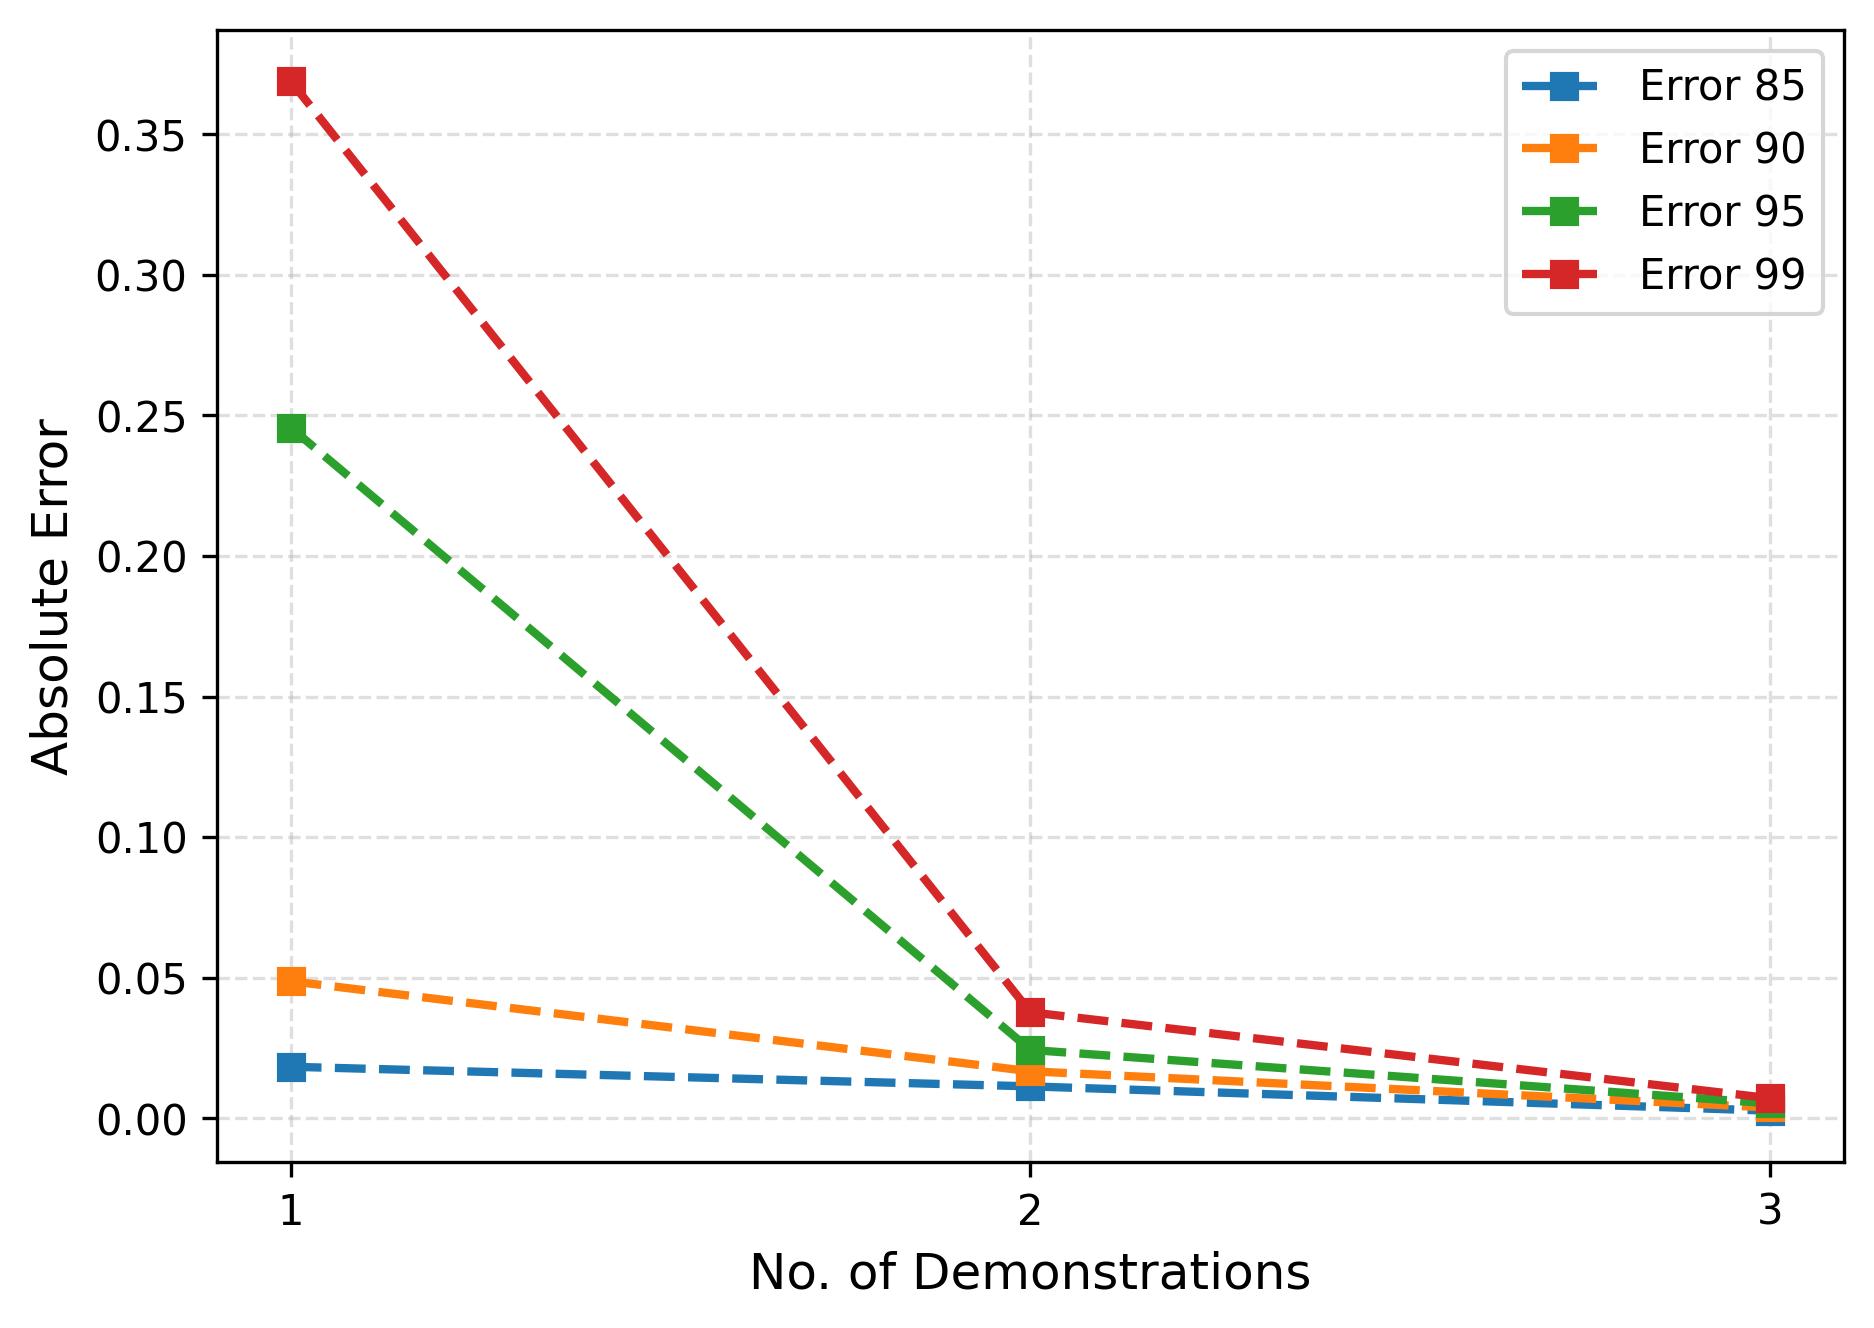 Error 85
Error 90
Error 95
Error 99
Absolute Error
0.35
0.30
0.25
0.20
0.15
0.10
0.05
0.00
1 2 3
No. of Demonstrations